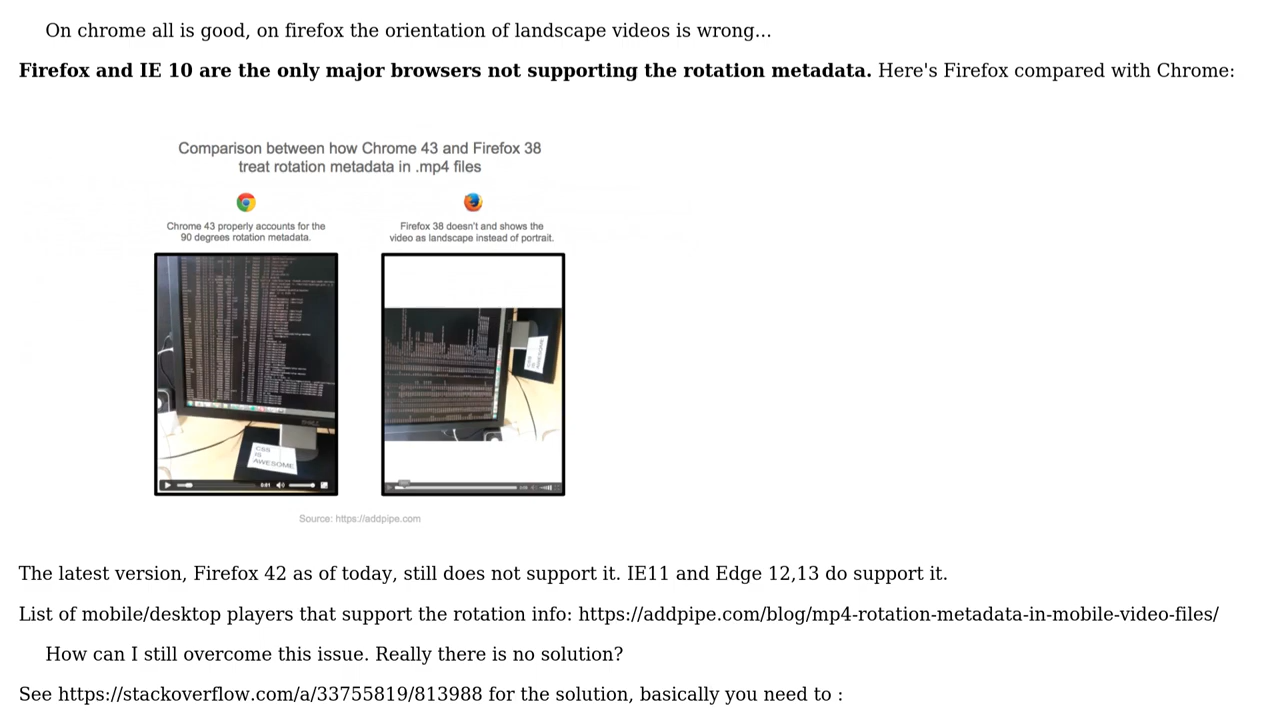 On chrome all is good, on firefox the orientation of landscape videos is wrong...
Firefox and IE 10 are the only major browsers not supporting the rotation metadata. Here's Firefox compared with Chrome:
Comparison between how Chrome 43 and Firefox 38
treat rotation metadata in .mp4 files
Chrome 43 properly accounts for the
90 degrees rotation metadata.
Firefox 38 doesn't and shows the
video as landscape instead of portrait.
DELL
CSS
IS
AWESOME
0:01
CSS
IS
AWESOME
Source: https://addpipe.com
The latest version, Firefox 42 as of today, still does not support it. IE11 and Edge 12,13 do support it.
List of mobile/desktop players that support the rotation info: https://addpipe.com/blog/mp4-rotation-metadata-in-mobile-video-files/
How can I still overcome this issue. Really there is no solution?
See https://stackoverflow.com/a/33755819/813988 for the solution, basically you need to :